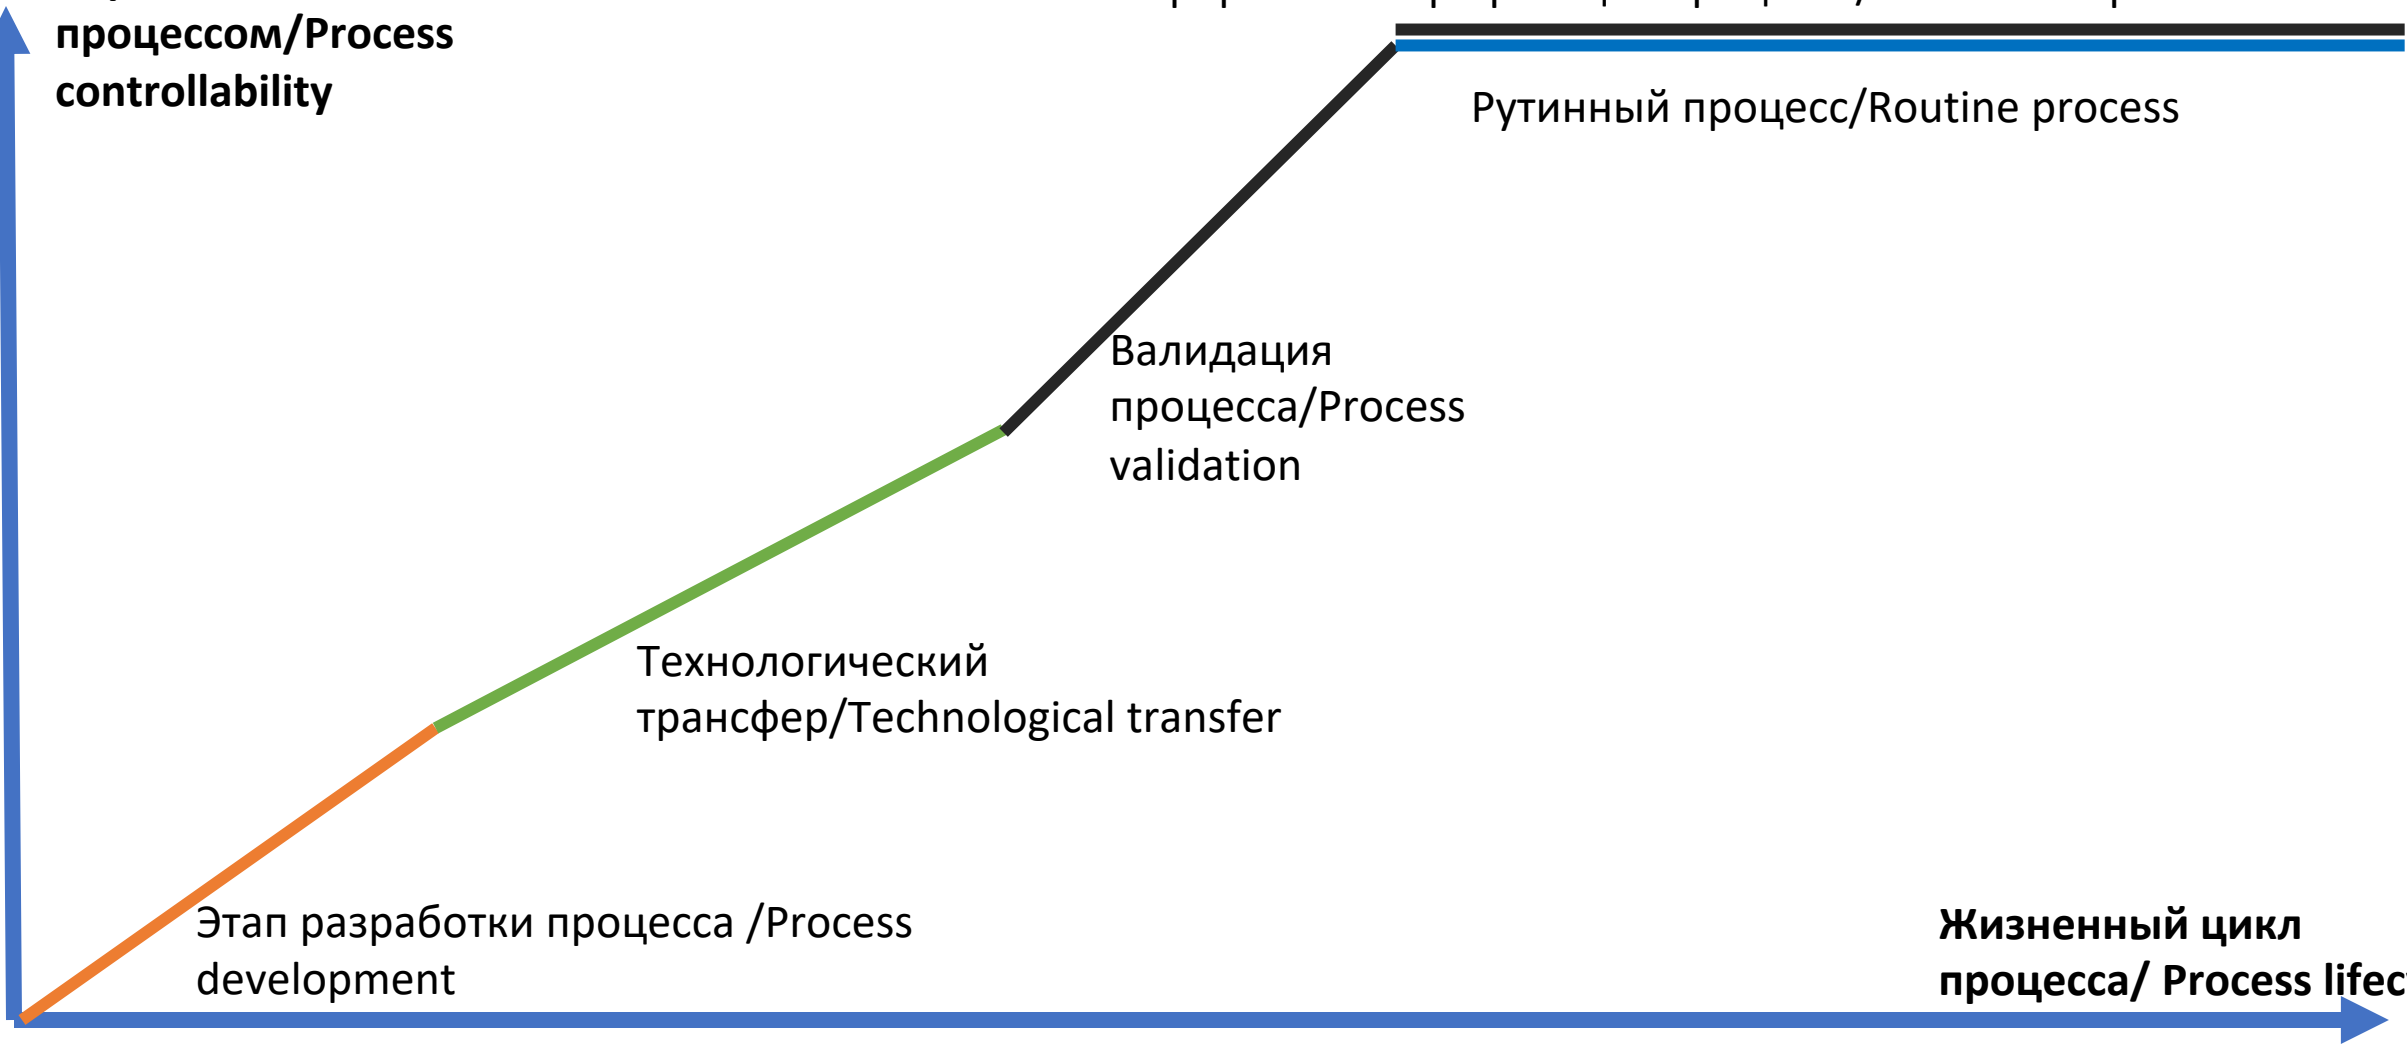 процессом/Process
controllability
Рутинный процесс/Routine process
Валидация
процесса/Process
validation
Технологический
трансфер/Technological transfer
Этап разработки процесса /Process
development
Жизненный цикл
процесса/ Process lifec